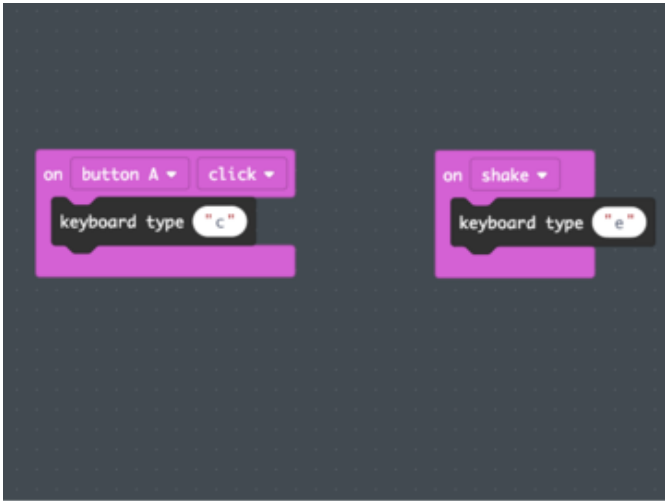 on button A click
keyboard type "c"
on shake
keyboard type "e"